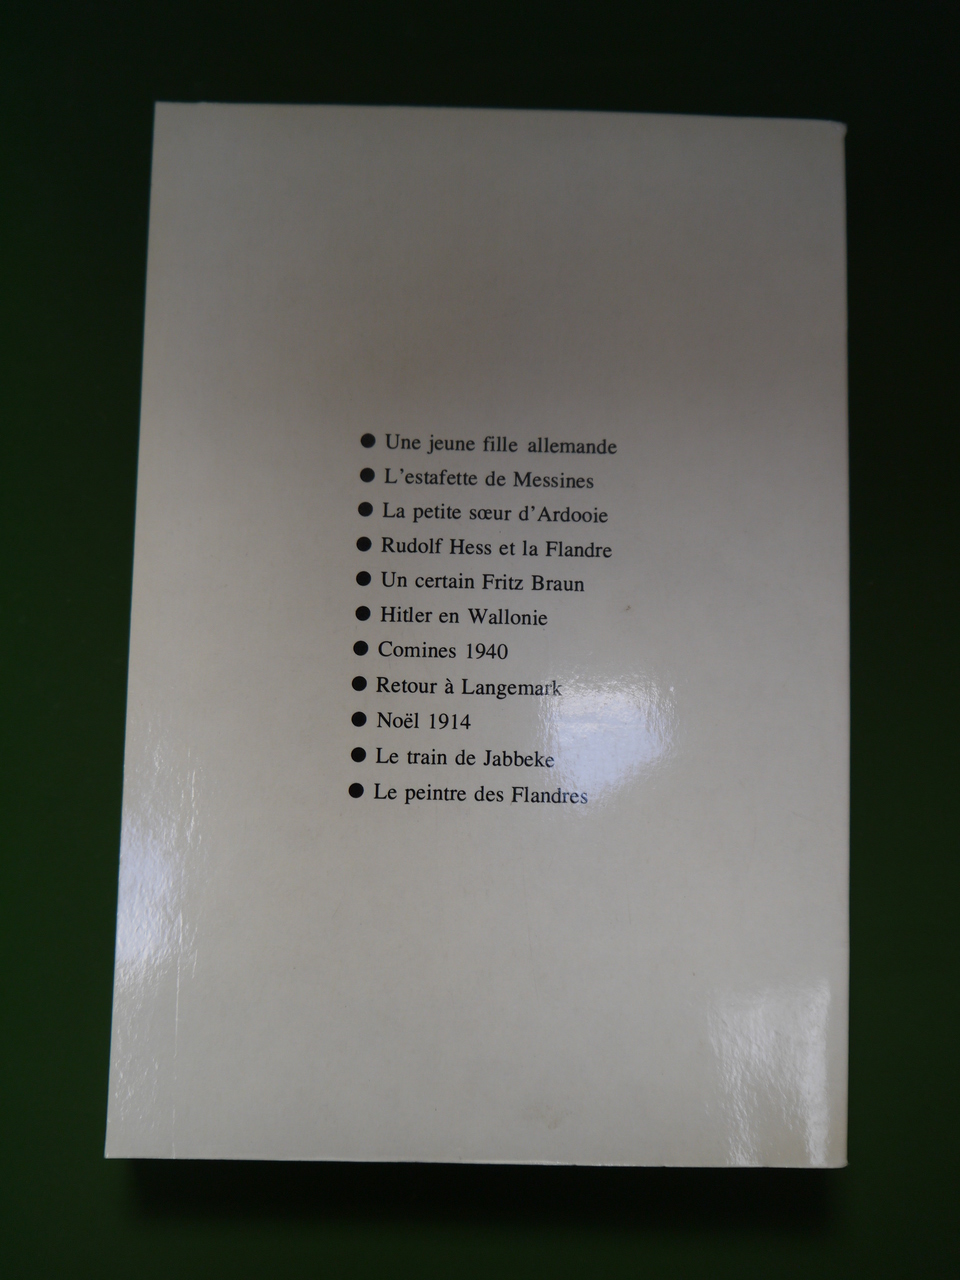 ● Une jeune fille allemande
● L'estafette de Messines
● La petite sœur d'Ardooie
● Rudolf Hess et la Flandre
● Un certain Fritz Braun
● Hitler en Wallonie
● Comines 1940
● Retour à Langemark
● Noël 1914
● Le train de Jabbeke
● Le peintre des Flandres